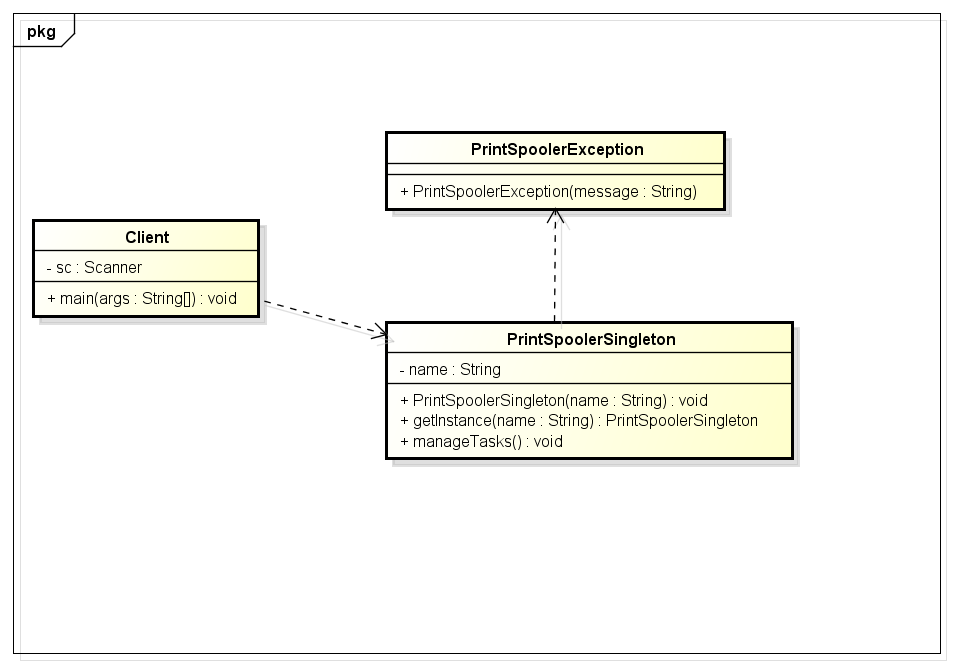 pkg
PrintSpoolerException
+ PrintSpoolerException(message : String)
Client
- sc : Scanner
+ main(args : String[]) : void
PrintSpoolerSingleton
- name : String
+ PrintSpoolerSingleton(name : String) : void
+ getInstance(name : String) : PrintSpoolerSingleton
+ manageTasks() : void